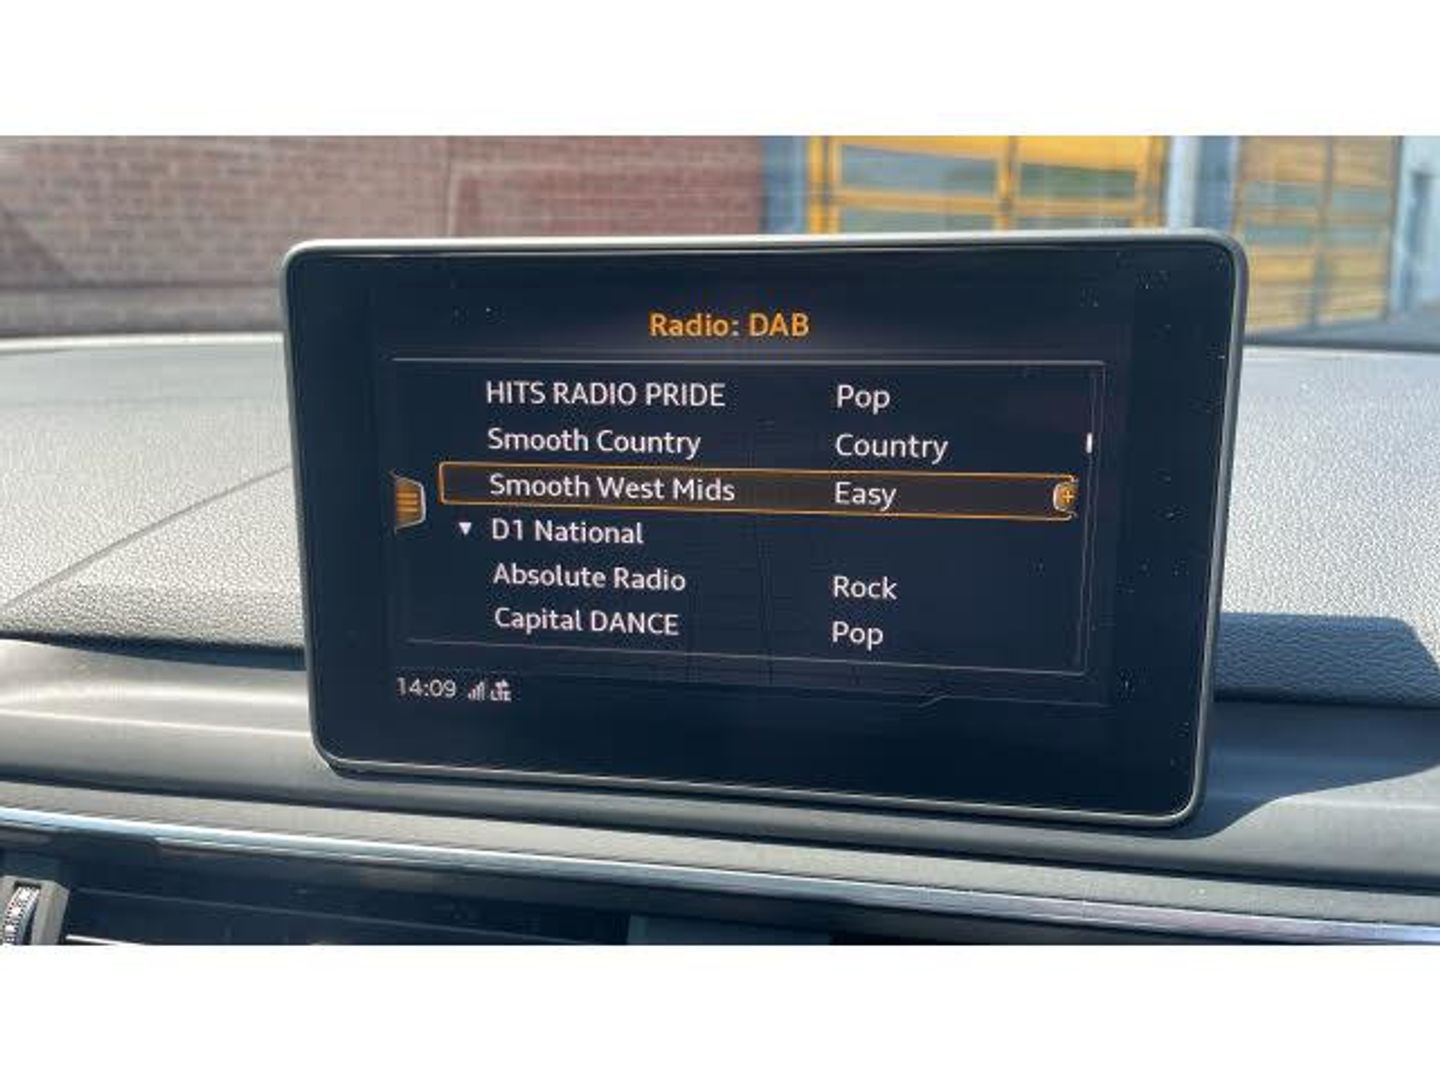 Radio: DAB
HITS RADIO PRIDE Pop
Smooth Country Country
Smooth West Mids Easy
▼ D1 National
Absolute Radio Rock
Capital DANCE Pop
14:09 LTE